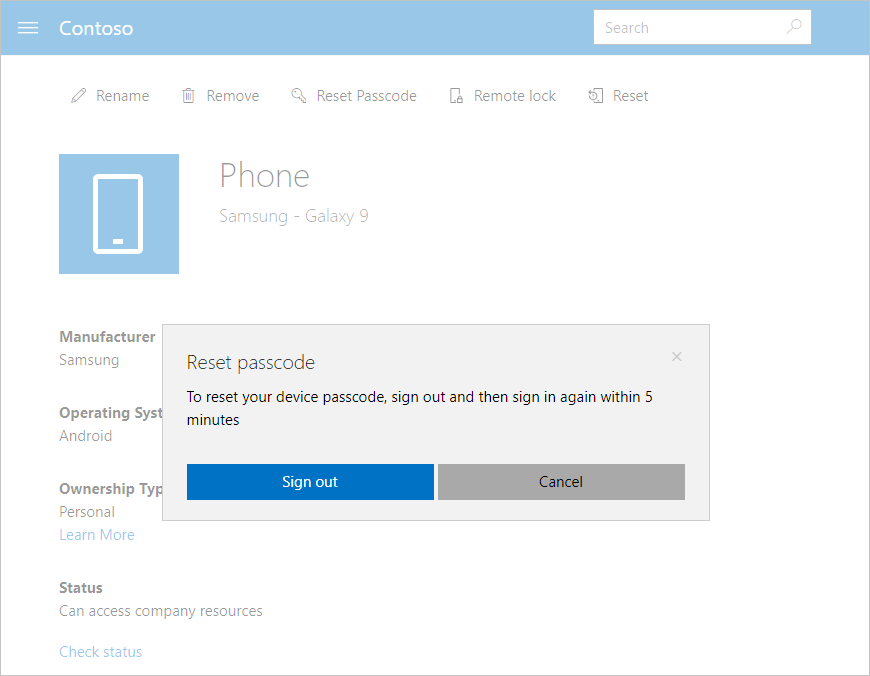 Contoso
Search
Rename Remove Reset Passcode Remote lock Reset
Phone
Samsung - Galaxy 9
Manufacturer
Samsung
Operating Syst
Android
Ownership Typ
Personal
Learn More
Status
Can access company resources
Check status
Reset passcode
To reset your device passcode, sign out and then sign in again within 5
minutes
Sign out Cancel